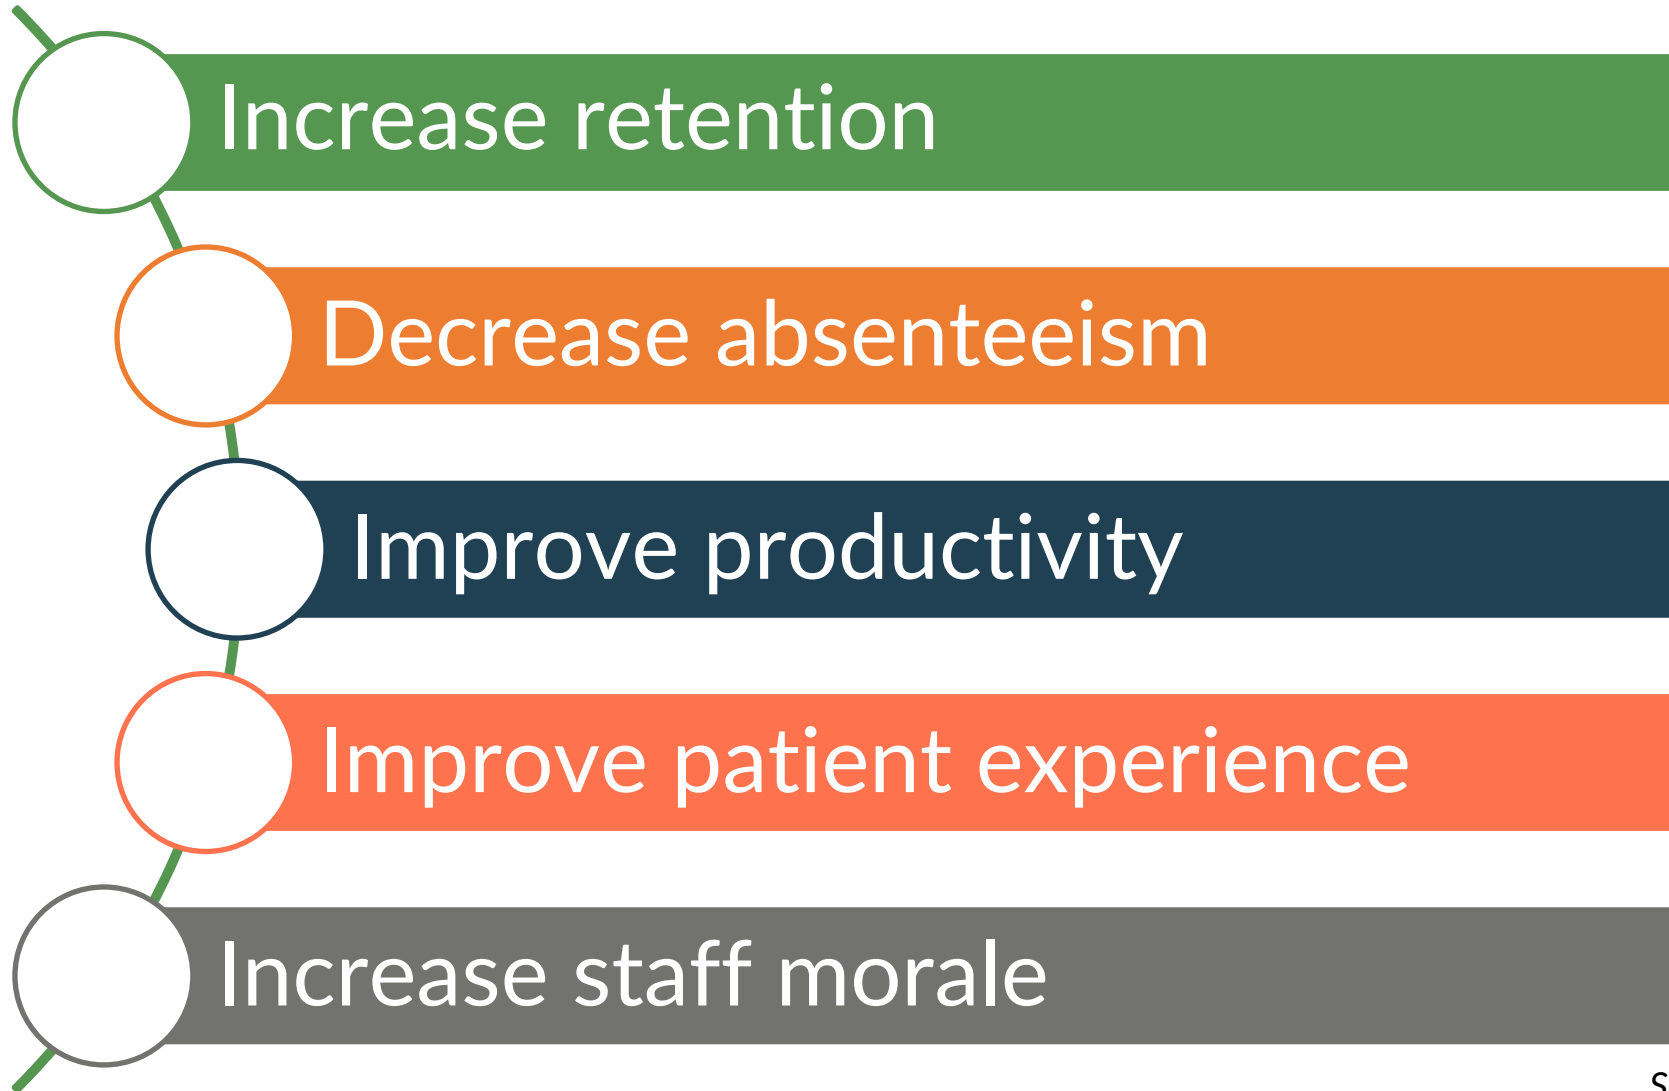 Increase retention
Decrease absenteeism
Improve productivity
Improve patient experience
Increase staff morale